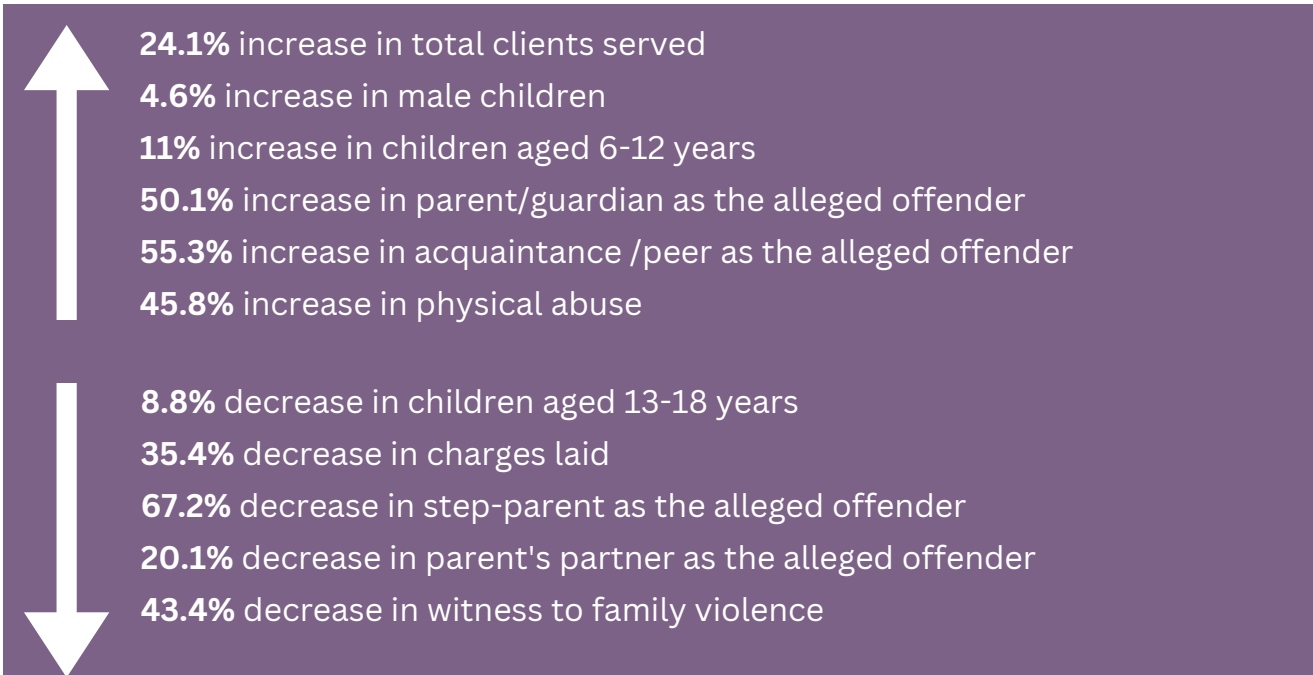 24.1% increase in total clients served
4.6% increase in male children
11% increase in children aged 6-12 years
50.1% increase in parent/guardian as the alleged offender
55.3% increase in acquaintance /peer as the alleged offender
45.8% increase in physical abuse
8.8% decrease in children aged 13-18 years
35.4% decrease in charges laid
67.2% decrease in step-parent as the alleged offender
20.1% decrease in parent's partner as the alleged offender
43.4% decrease in witness to family violence